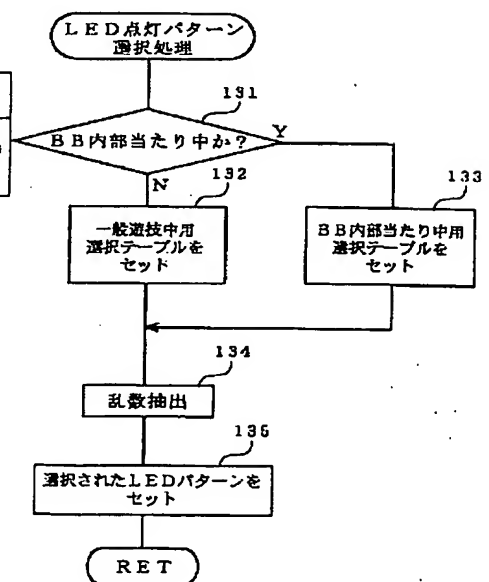 LED点灯パターン
選択処理
131
BB内部当たり中か?
Y
N
132
133
一般遊技中用
選択テーブルを
セット
BB内部当たり中用
選択テーブルを
セット
134
乱数抽出
135
選択されたLEDパターンを
セット
RET